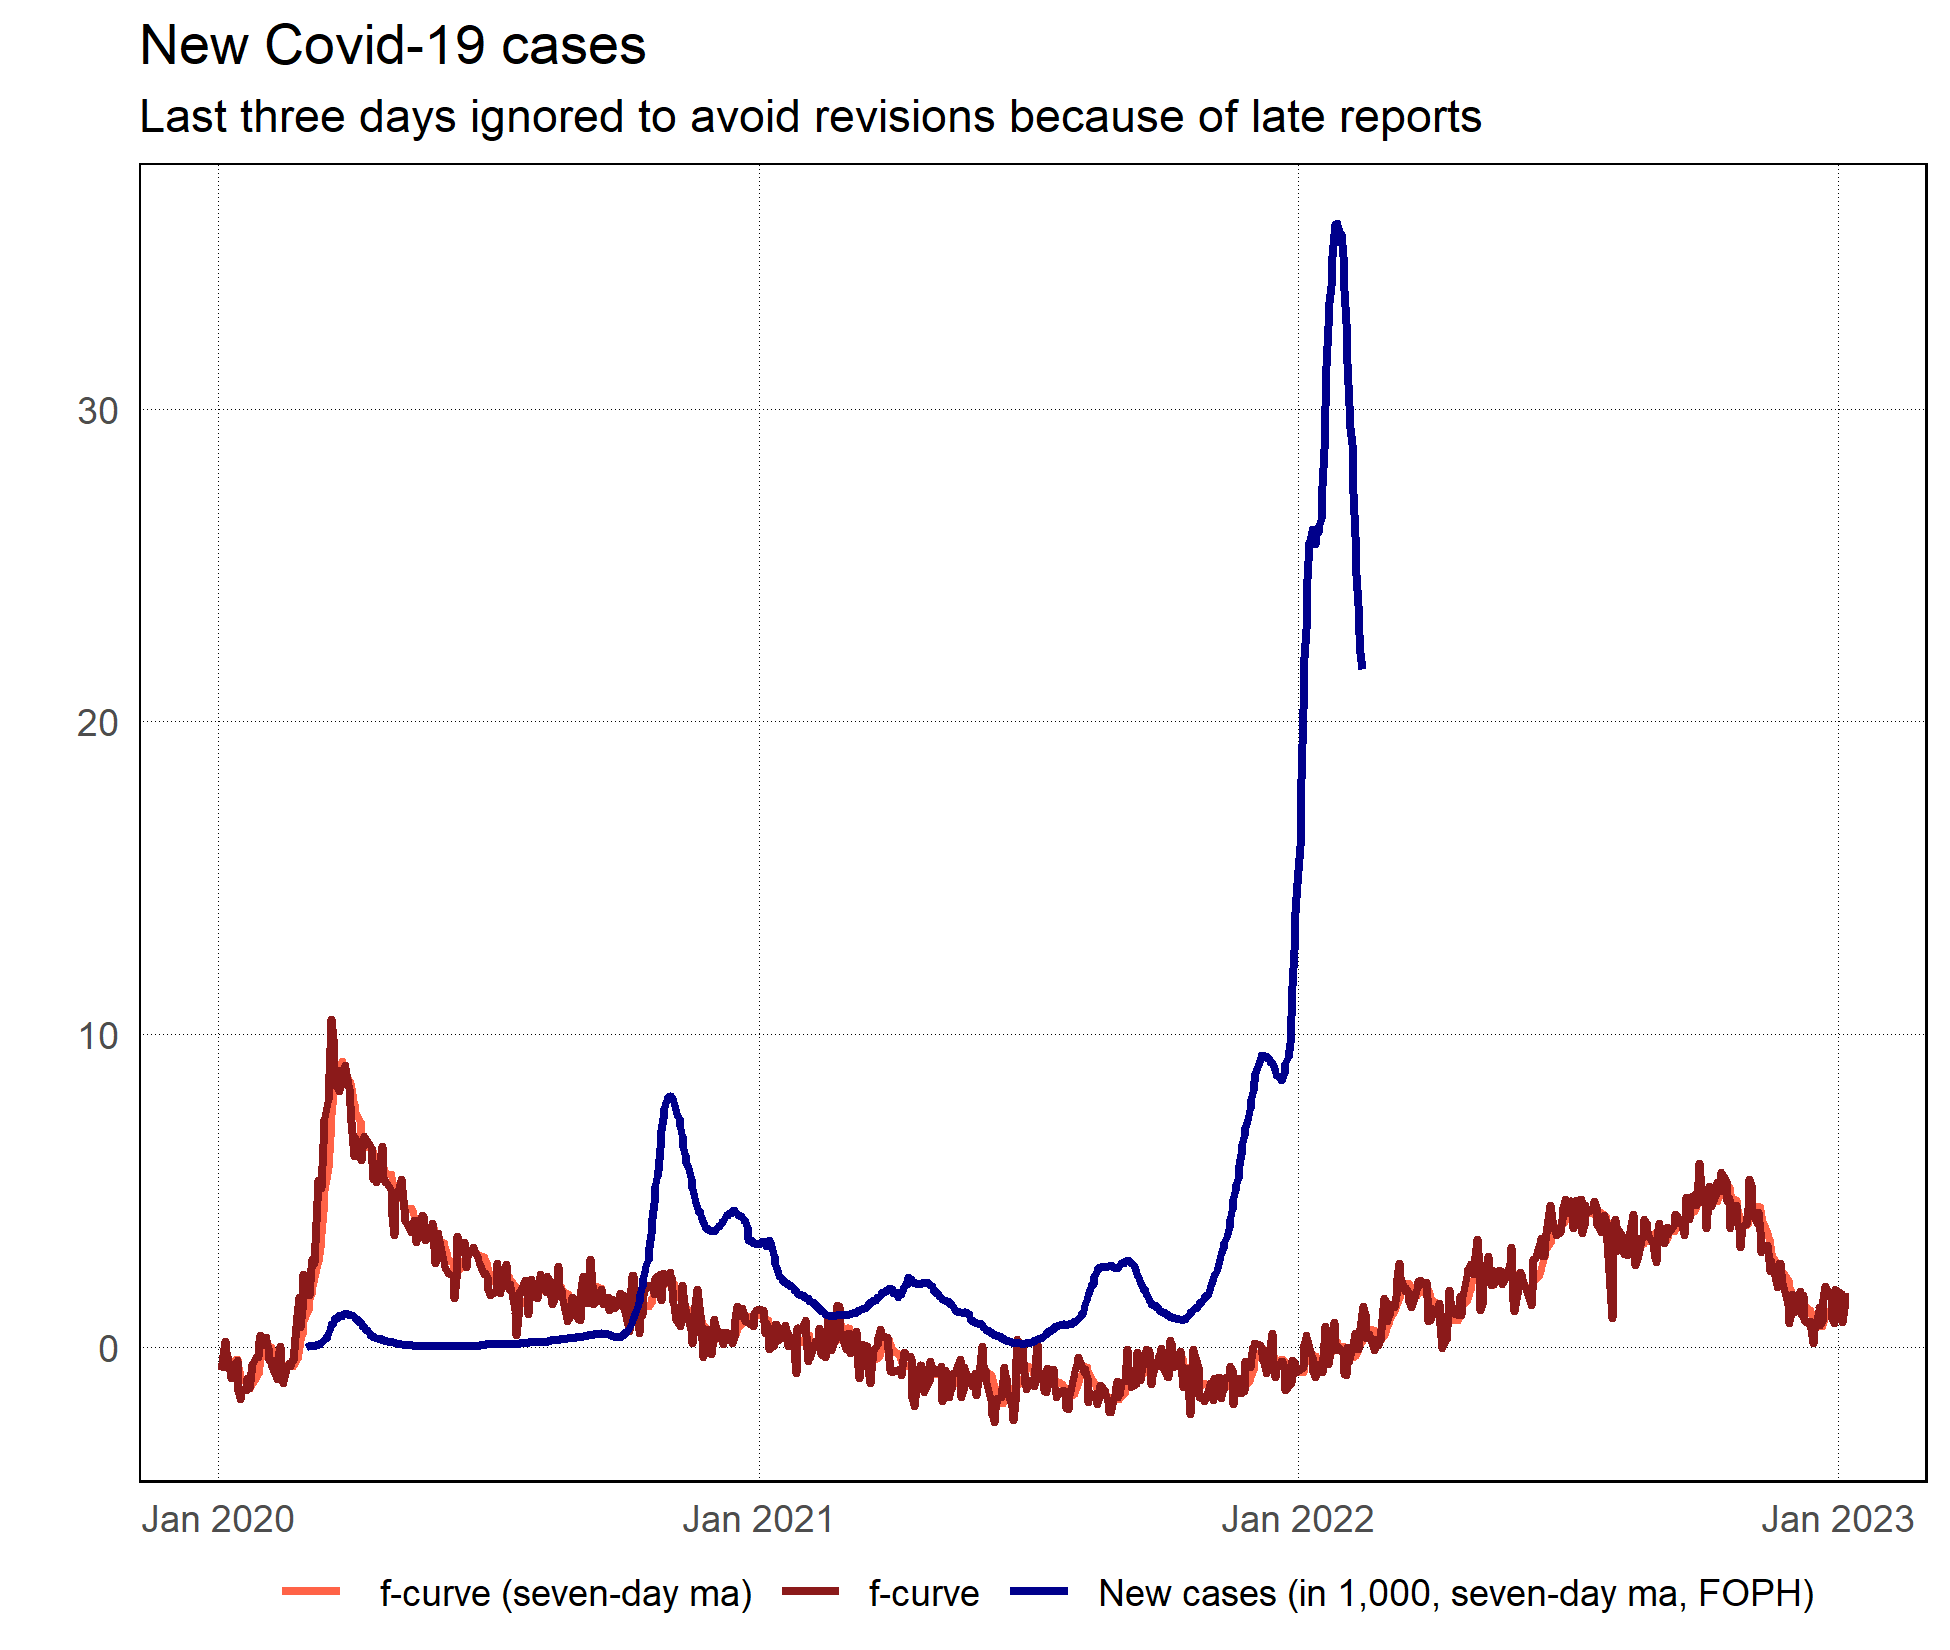 New Covid-19 cases
Last three days ignored to avoid revisions because of late reports
30
20
10
0
Jan 2020 Jan 2021 Jan 2022 Jan 2023
f-curve (seven-day ma) f-curve New cases (in 1,000, seven-day ma, FOPH)